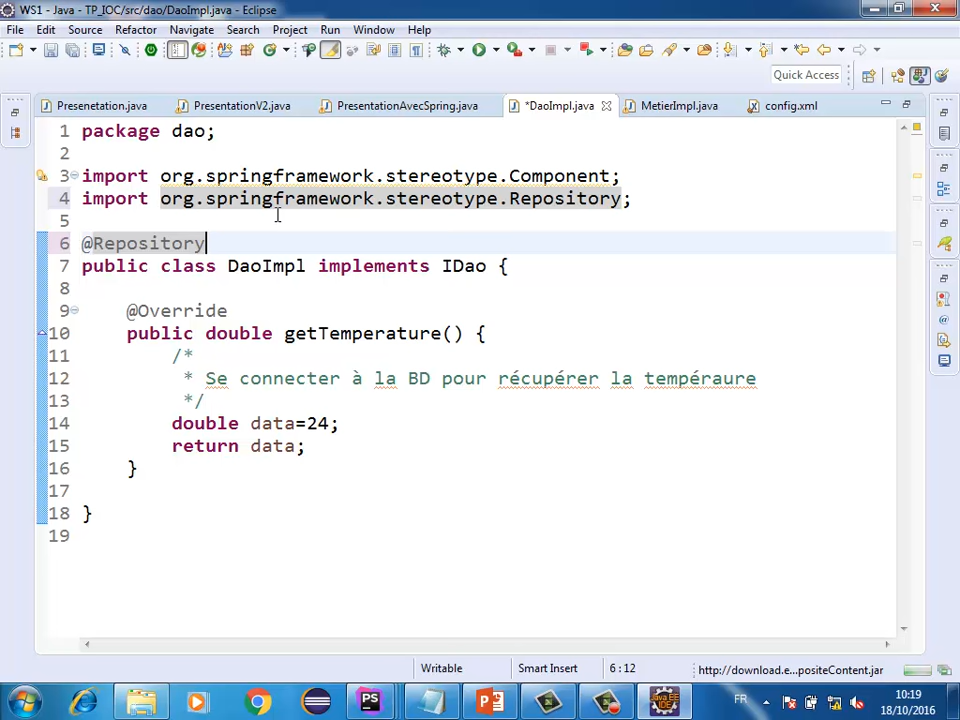 WS1 - Java - TP_IOC/src/dao/DaoImpl.java - Eclipse
File Edit Source Refactor Navigate Search Project Run Window Help
Quick Access
Presenetation.java PresentationV2.java PresentationAvecSpring.java *DaoImpl.java MetierImpl.java config.xml
1 package dao;
2
3 import org.springframework.stereotype.Component;
4 import org.springframework.stereotype.Repository;
5
6 @Repository
7 public class DaoImpl implements IDao {
8
9 @Override
10 public double getTemperature() {
11 /*
12 * Se connecter à la BD pour récupérer la tempéraure
13 */
14 double data=24;
15 return data;
16 }
17
18 }
19
Writable Smart Insert 6 : 12 http://download.e...positeContent.jar
PS Java EE IDE FR 10:19
18/10/2016